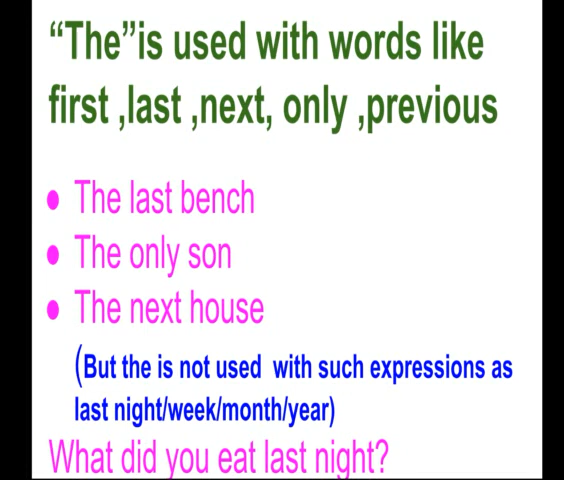 “The”is used with words like
first ,last ,next, only ,previous
• The last bench
• The only son
• The next house
(But the is not used with such expressions as
last night/week/month/year)
What did you eat last night?